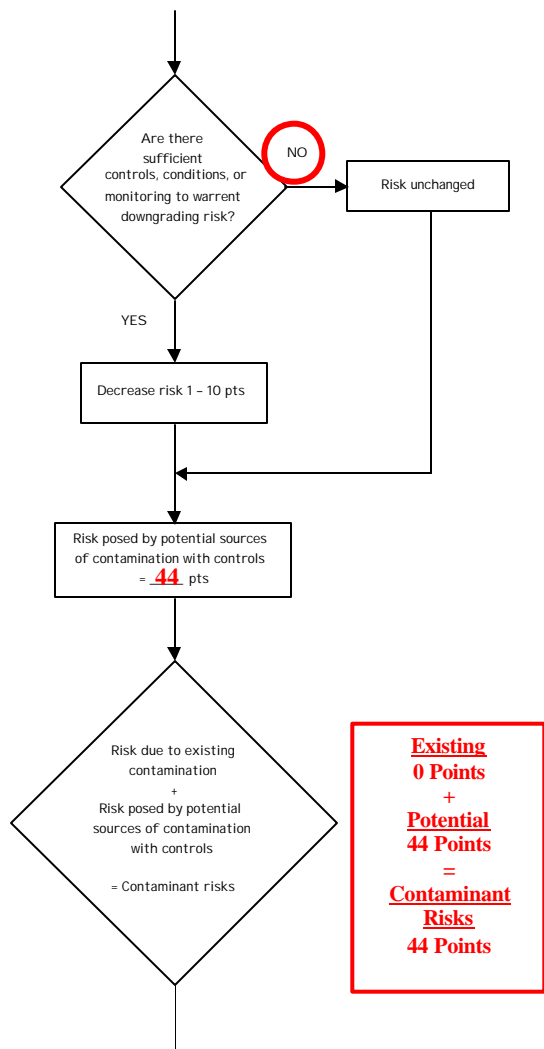 Are there
sufficient
controls, conditions, or
monitoring to warrent
downgrading risk?
NO
Risk unchanged
YES
Decrease risk 1 – 10 pts
Risk posed by potential sources
of contamination with controls
= 44 pts
Risk due to existing
contamination
+
Risk posed by potential
sources of contamination
with controls
= Contaminant risks
Existing
0 Points
+
Potential
44 Points
=
Contaminant
Risks
44 Points